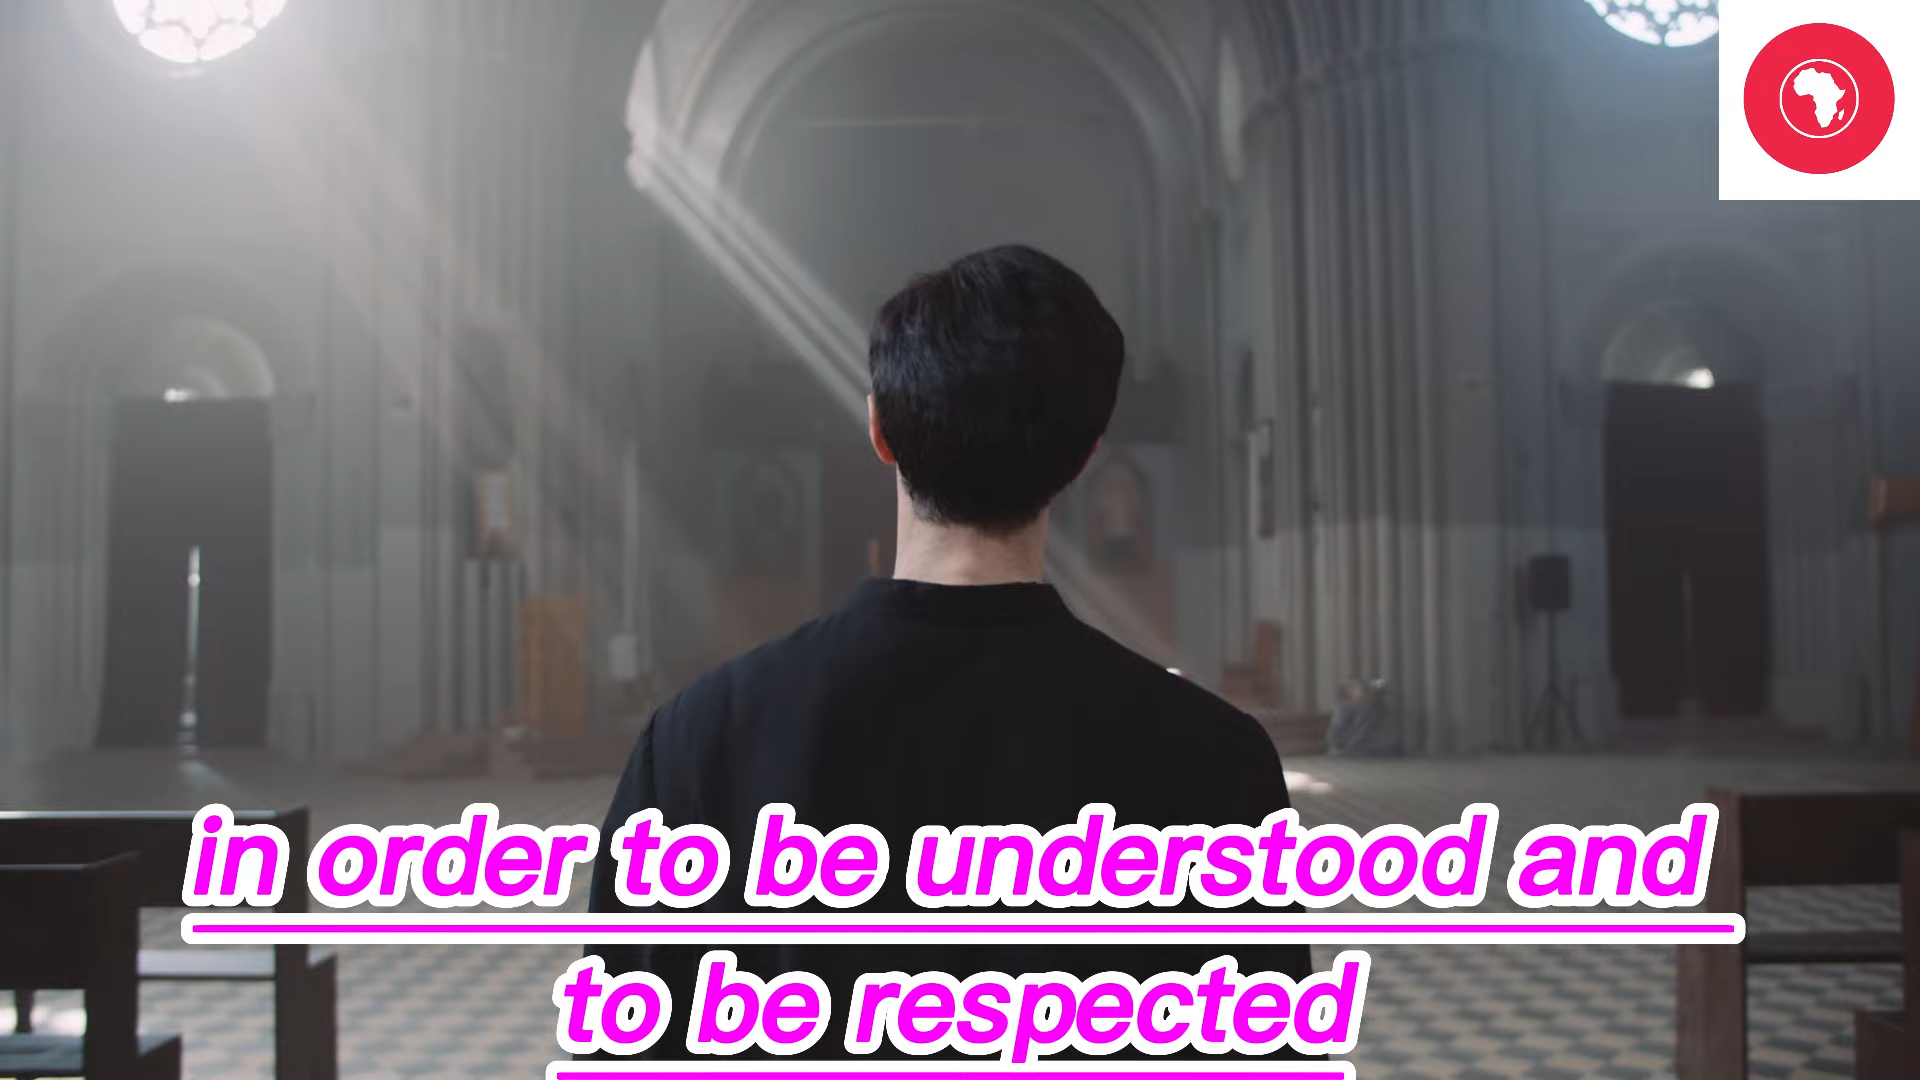 in order to be understood and
to be respected